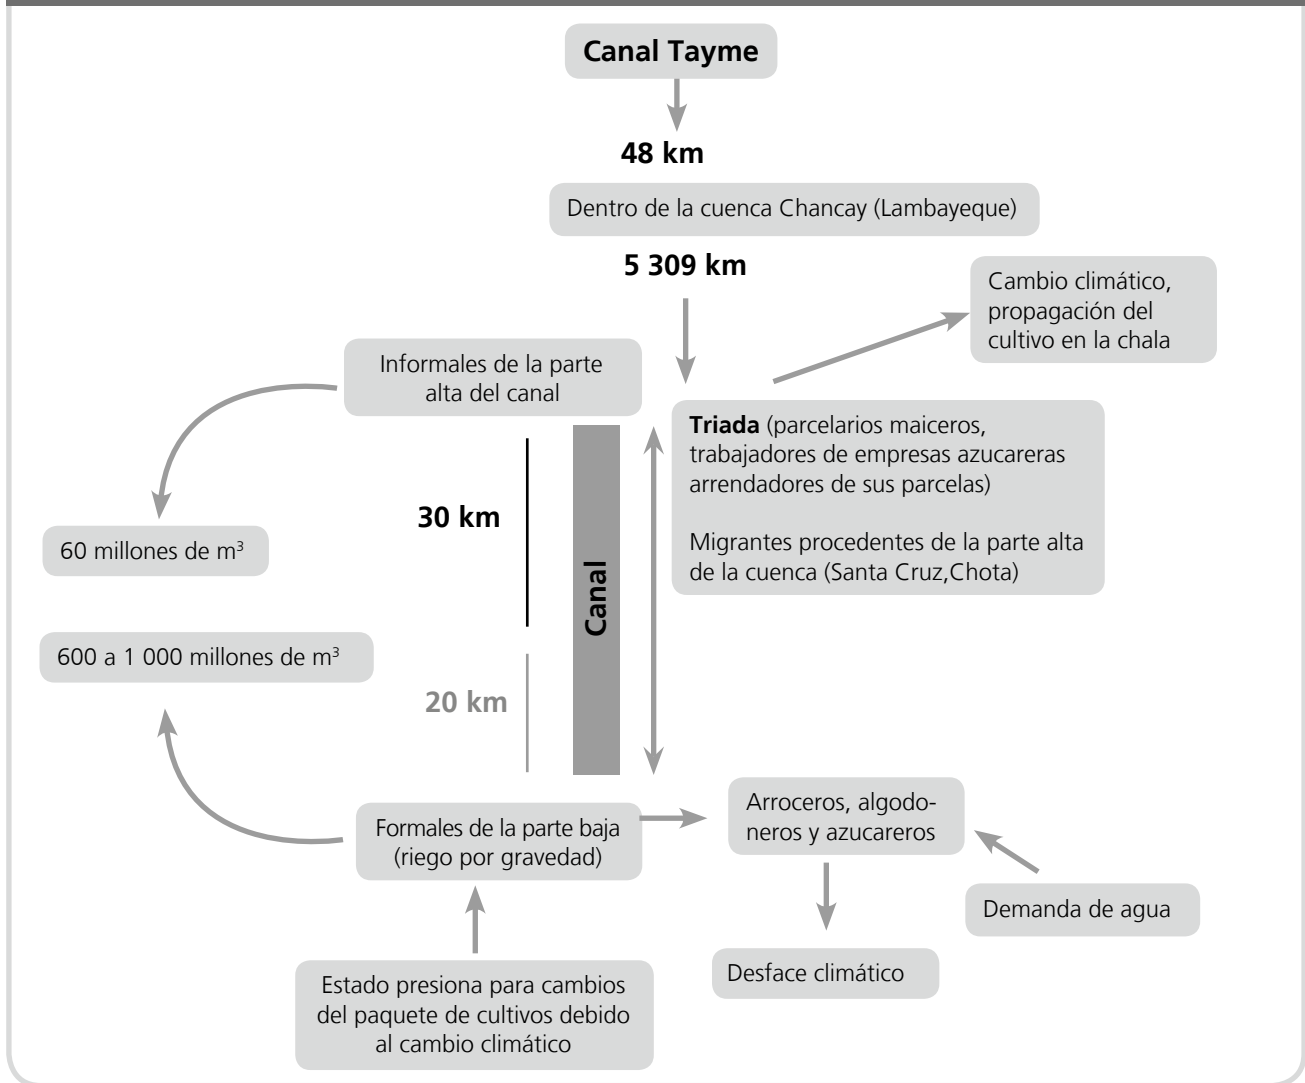 Canal Tayme
48 km
Dentro de la cuenca Chancay (Lambayeque)
5 309 km
Cambio climático,
propagación del
cultivo en la chala
Informales de la parte
alta del canal
Triada (parcelarios maiceros,
trabajadores de empresas azucareras
arrendadores de sus parcelas)
Migrantes procedentes de la parte alta
de la cuenca (Santa Cruz,Chota)
30 km
60 millones de m³
Canal
600 a 1 000 millones de m³
20 km
Formales de la parte baja
(riego por gravedad)
Arroceros, algodo-
neros y azucareros
Demanda de agua
Desface climático
Estado presiona para cambios
del paquete de cultivos debido
al cambio climático